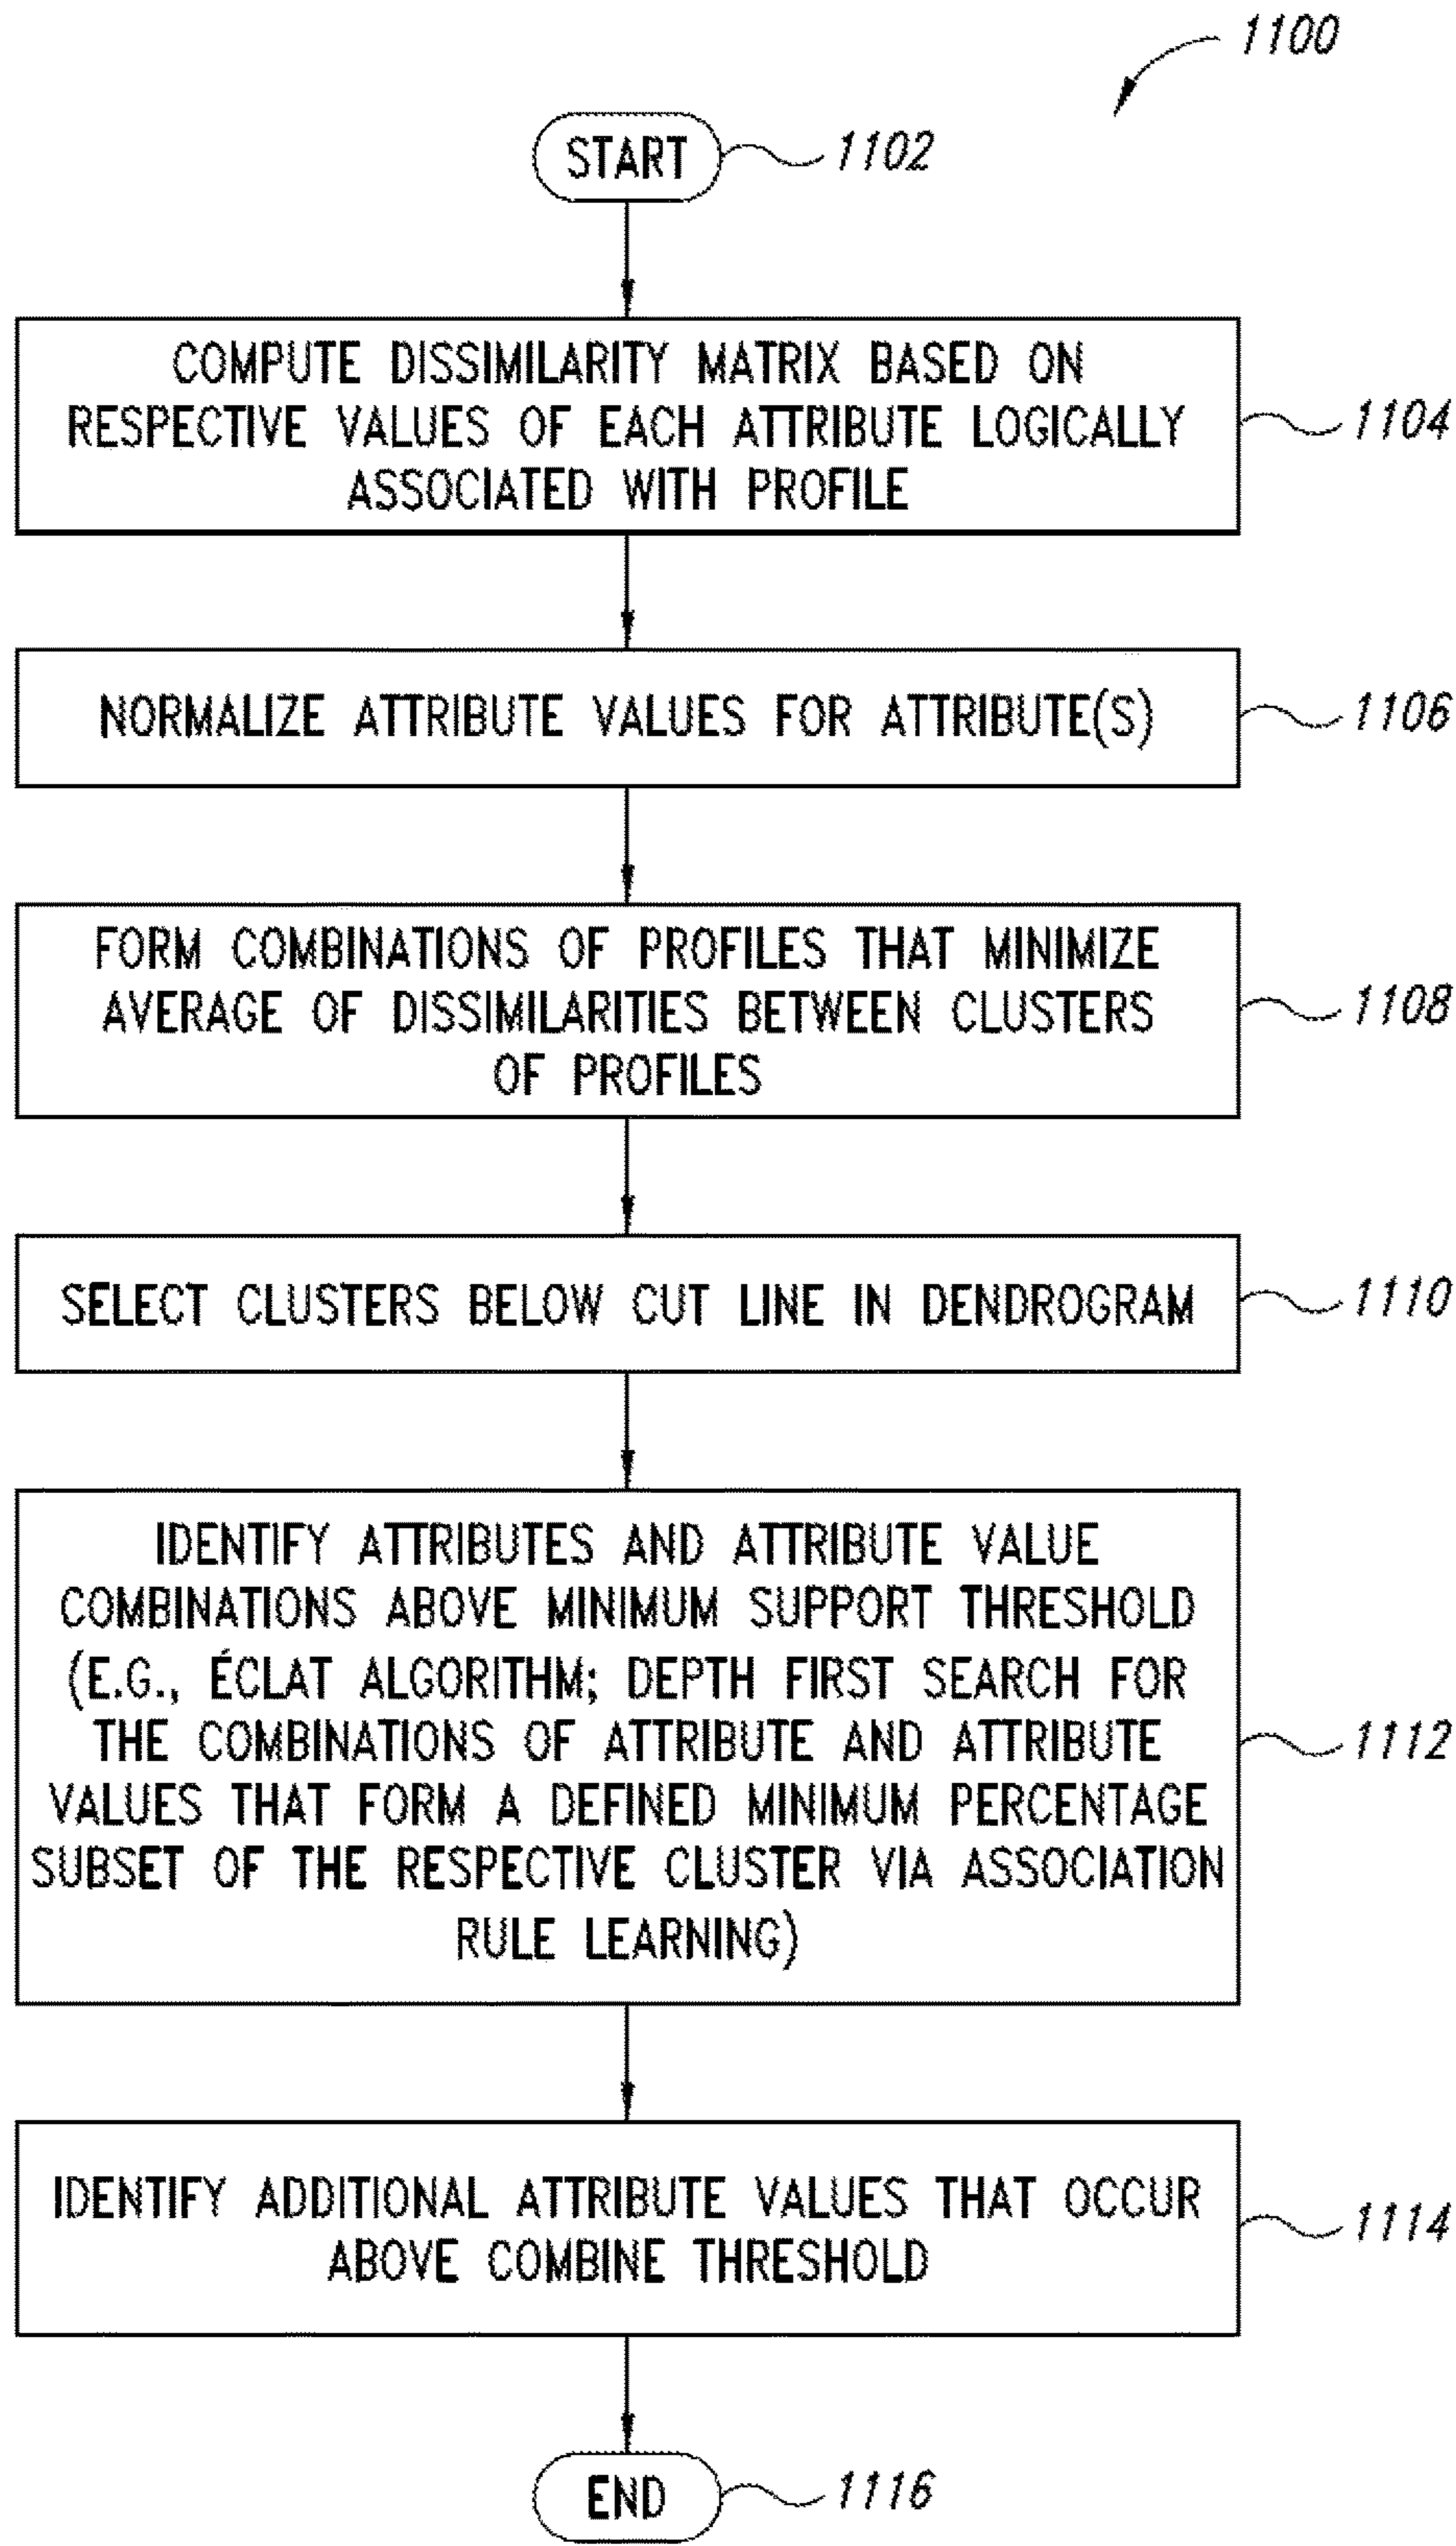 1100
START
1102
COMPUTE DISSIMILARITY MATRIX BASED ON
RESPECTIVE VALUES OF EACH ATTRIBUTE LOGICALLY
ASSOCIATED WITH PROFILE
1104
NORMALIZE ATTRIBUTE VALUES FOR ATTRIBUTE(S)
1106
FORM COMBINATIONS OF PROFILES THAT MINIMIZE
AVERAGE OF DISSIMILARITIES BETWEEN CLUSTERS
OF PROFILES
1108
SELECT CLUSTERS BELOW CUT LINE IN DENDROGRAM
1110
IDENTIFY ATTRIBUTES AND ATTRIBUTE VALUE
COMBINATIONS ABOVE MINIMUM SUPPORT THRESHOLD
(E.G., ÉCLAT ALGORITHM; DEPTH FIRST SEARCH FOR
THE COMBINATIONS OF ATTRIBUTE AND ATTRIBUTE
VALUES THAT FORM A DEFINED MINIMUM PERCENTAGE
SUBSET OF THE RESPECTIVE CLUSTER VIA ASSOCIATION
RULE LEARNING)
1112
IDENTIFY ADDITIONAL ATTRIBUTE VALUES THAT OCCUR
ABOVE COMBINE THRESHOLD
1114
END
1116